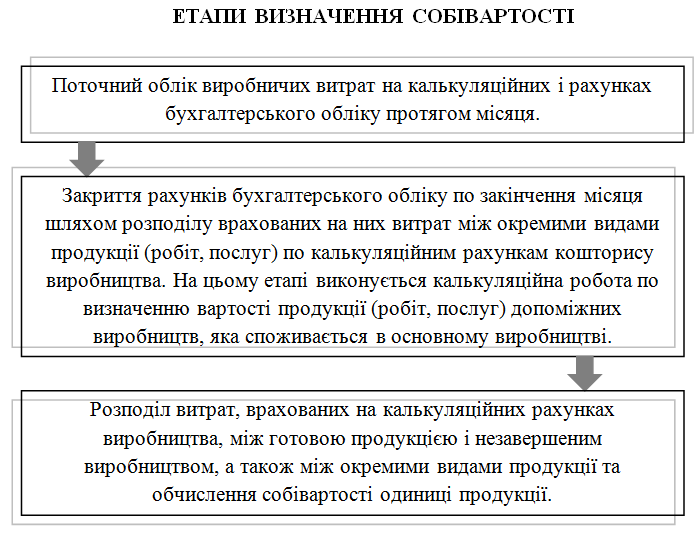 ЕТАПИ ВИЗНАЧЕННЯ СОБІВАРТОСТІ
Поточний облік виробничих витрат на калькуляційних і рахунках
бухгалтерського обліку протягом місяця.
Закриття рахунків бухгалтерського обліку по закінчення місяця
шляхом розподілу врахованих на них витрат між окремими видами
продукції (робіт, послуг) по калькуляційним рахункам кошторису
виробництва. На цьому етапі виконується калькуляційна робота по
визначенню вартості продукції (робіт, послуг) допоміжних
виробництв, яка споживається в основному виробництві.
Розподіл витрат, врахованих на калькуляційних рахунках
виробництва, між готовою продукцією і незавершеним
виробництвом, а також між окремими видами продукції та
обчислення собівартості одиниці продукції.